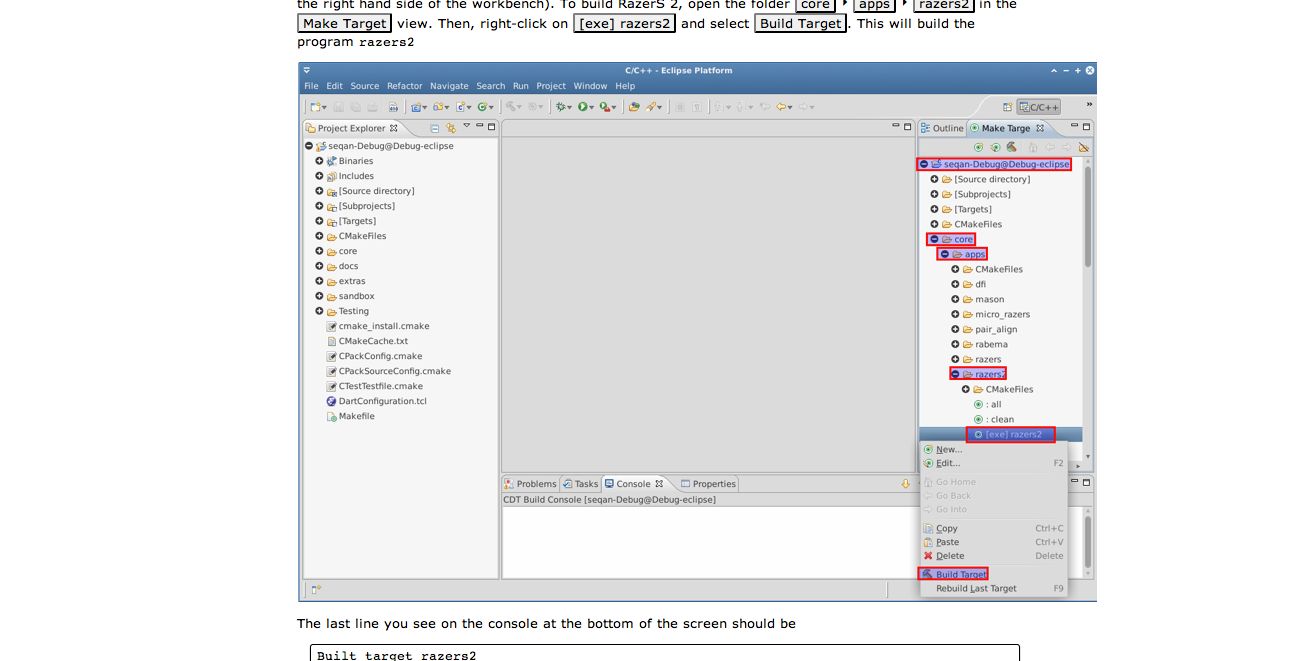 the right hand side of the workbench). To build RazerS 2, open the folder core ▸ apps ▸ razers2 in the
Make Target view. Then, right-click on [exe] razers2 and select Build Target. This will build the
program razers2
C/C++ - Eclipse Platform
File Edit Source Refactor Navigate Search Run Project Window Help
C/C++
Project Explorer
seqan-Debug@Debug-eclipse
Binaries
Includes
[Source directory]
[Subprojects]
[Targets]
CMakeFiles
core
docs
extras
sandbox
Testing
cmake_install.cmake
CMakeCache.txt
CPackConfig.cmake
CPackSourceConfig.cmake
CTestTestfile.cmake
DartConfiguration.tcl
Makefile
Outline Make Targe
seqan-Debug@Debug-eclipse
[Source directory]
[Subprojects]
[Targets]
CMakeFiles
core
apps
CMakeFiles
dfi
mason
micro_razers
pair_align
rabema
razers
razers2
CMakeFiles
: all
: clean
[exe] razers2
New...
Edit... F2
Go Home
Go Back
Go Into
Copy Ctrl+C
Paste Ctrl+V
Delete Delete
Build Target
Rebuild Last Target F9
Problems Tasks Console Properties
CDT Build Console [seqan-Debug@Debug-eclipse]
The last line you see on the console at the bottom of the screen should be
Built target razers2